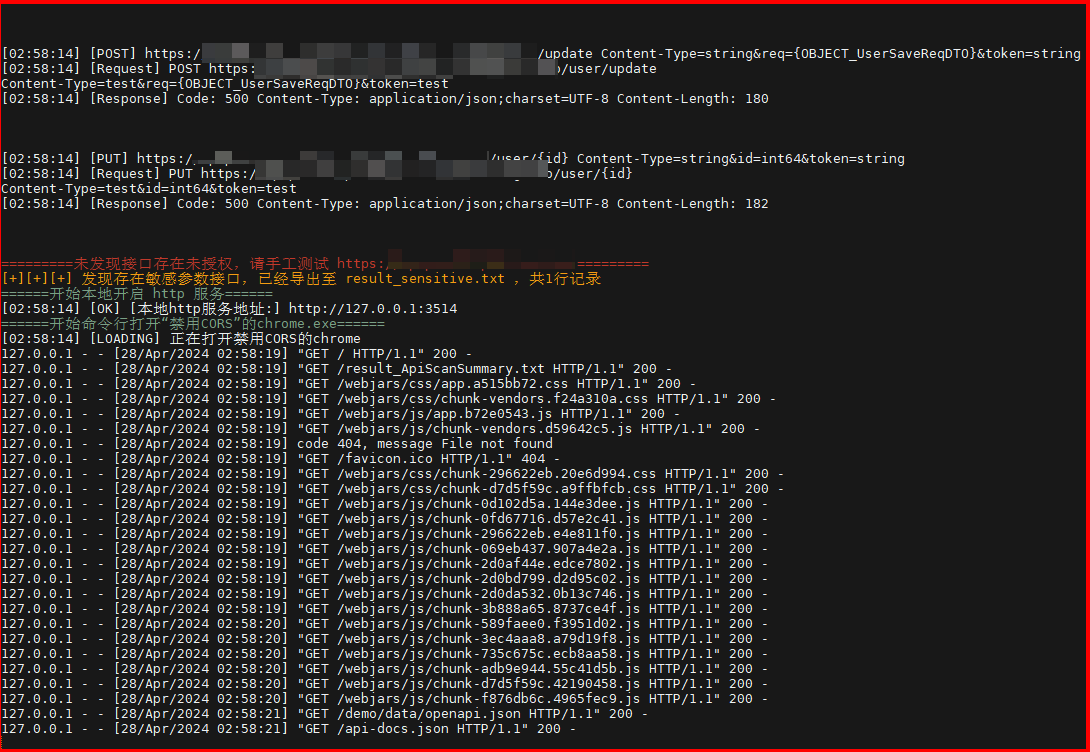 [02:58:14] [POST] https:/ /update Content-Type=string&req={OBJECT_UserSaveReqDTO}&token=string
[02:58:14] [Request] POST https: /user/update
Content-Type=test&req={OBJECT_UserSaveReqDTO}&token=test
[02:58:14] [Response] Code: 500 Content-Type: application/json;charset=UTF-8 Content-Length: 180
[02:58:14] [PUT] https:/ /user/{id} Content-Type=string&id=int64&token=string
[02:58:14] [Request] PUT https:/ /user/{id}
Content-Type=test&id=int64&token=test
[02:58:14] [Response] Code: 500 Content-Type: application/json;charset=UTF-8 Content-Length: 182
=========未发现接口存在未授权，请手工测试 https: =========
[+][+][+] 发现存在敏感参数接口，已经导出至 result_sensitive.txt ，共1行记录
======开始本地开启 http 服务======
[02:58:14] [OK] [本地http服务地址:] http://127.0.0.1:3514
======开始命令行打开“禁用CORS”的chrome.exe======
[02:58:14] [LOADING] 正在打开禁用CORS的chrome
127.0.0.1 - - [28/Apr/2024 02:58:19] "GET / HTTP/1.1" 200 -
127.0.0.1 - - [28/Apr/2024 02:58:19] "GET /result_ApiScanSummary.txt HTTP/1.1" 200 -
127.0.0.1 - - [28/Apr/2024 02:58:19] "GET /webjars/css/app.a515bb72.css HTTP/1.1" 200 -
127.0.0.1 - - [28/Apr/2024 02:58:19] "GET /webjars/css/chunk-vendors.f24a310a.css HTTP/1.1" 200 -
127.0.0.1 - - [28/Apr/2024 02:58:19] "GET /webjars/js/app.b72e0543.js HTTP/1.1" 200 -
127.0.0.1 - - [28/Apr/2024 02:58:19] "GET /webjars/js/chunk-vendors.d59642c5.js HTTP/1.1" 200 -
127.0.0.1 - - [28/Apr/2024 02:58:19] code 404, message File not found
127.0.0.1 - - [28/Apr/2024 02:58:19] "GET /favicon.ico HTTP/1.1" 404 -
127.0.0.1 - - [28/Apr/2024 02:58:19] "GET /webjars/css/chunk-296622eb.20e6d994.css HTTP/1.1" 200 -
127.0.0.1 - - [28/Apr/2024 02:58:19] "GET /webjars/css/chunk-d7d5f59c.a9ffbfcb.css HTTP/1.1" 200 -
127.0.0.1 - - [28/Apr/2024 02:58:19] "GET /webjars/js/chunk-0d102d5a.144e3dee.js HTTP/1.1" 200 -
127.0.0.1 - - [28/Apr/2024 02:58:19] "GET /webjars/js/chunk-0fd67716.d57e2c41.js HTTP/1.1" 200 -
127.0.0.1 - - [28/Apr/2024 02:58:19] "GET /webjars/js/chunk-296622eb.e4e811f0.js HTTP/1.1" 200 -
127.0.0.1 - - [28/Apr/2024 02:58:19] "GET /webjars/js/chunk-069eb437.907a4e2a.js HTTP/1.1" 200 -
127.0.0.1 - - [28/Apr/2024 02:58:19] "GET /webjars/js/chunk-2d0af44e.edce7802.js HTTP/1.1" 200 -
127.0.0.1 - - [28/Apr/2024 02:58:19] "GET /webjars/js/chunk-2d0bd799.d2d95c02.js HTTP/1.1" 200 -
127.0.0.1 - - [28/Apr/2024 02:58:19] "GET /webjars/js/chunk-2d0da532.0b13c746.js HTTP/1.1" 200 -
127.0.0.1 - - [28/Apr/2024 02:58:19] "GET /webjars/js/chunk-3b888a65.8737ce4f.js HTTP/1.1" 200 -
127.0.0.1 - - [28/Apr/2024 02:58:20] "GET /webjars/js/chunk-589faee0.f3951d02.js HTTP/1.1" 200 -
127.0.0.1 - - [28/Apr/2024 02:58:20] "GET /webjars/js/chunk-3ec4aaa8.a79d19f8.js HTTP/1.1" 200 -
127.0.0.1 - - [28/Apr/2024 02:58:20] "GET /webjars/js/chunk-735c675c.ecb8aa58.js HTTP/1.1" 200 -
127.0.0.1 - - [28/Apr/2024 02:58:20] "GET /webjars/js/chunk-adb9e944.55c41d5b.js HTTP/1.1" 200 -
127.0.0.1 - - [28/Apr/2024 02:58:20] "GET /webjars/js/chunk-d7d5f59c.42190458.js HTTP/1.1" 200 -
127.0.0.1 - - [28/Apr/2024 02:58:20] "GET /webjars/js/chunk-f876db6c.4965fec9.js HTTP/1.1" 200 -
127.0.0.1 - - [28/Apr/2024 02:58:21] "GET /demo/data/openapi.json HTTP/1.1" 200 -
127.0.0.1 - - [28/Apr/2024 02:58:21] "GET /api-docs.json HTTP/1.1" 200 -